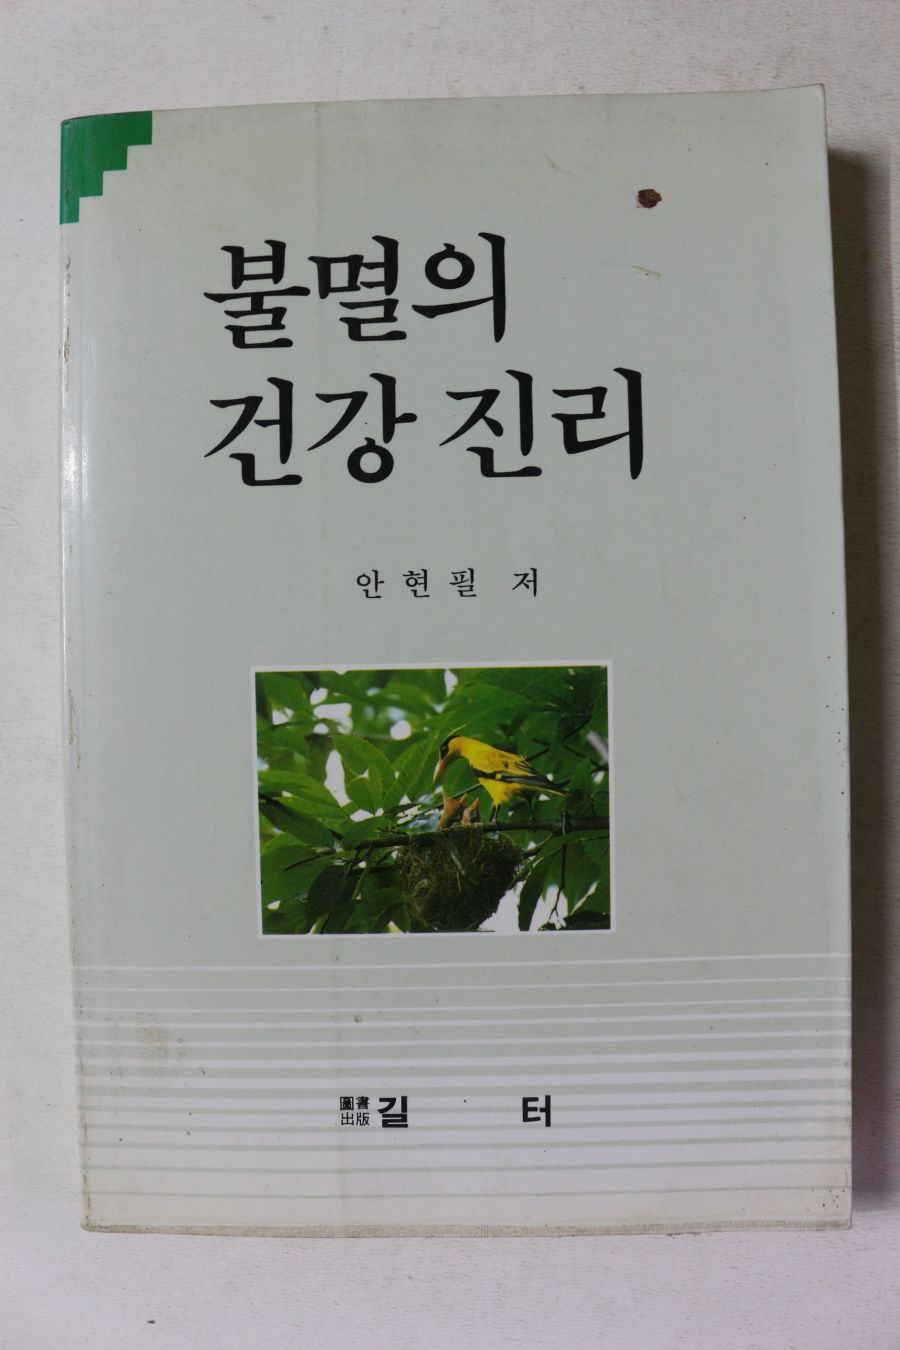 불멸의
건강 진리
안현필 저
圖書出版 길터